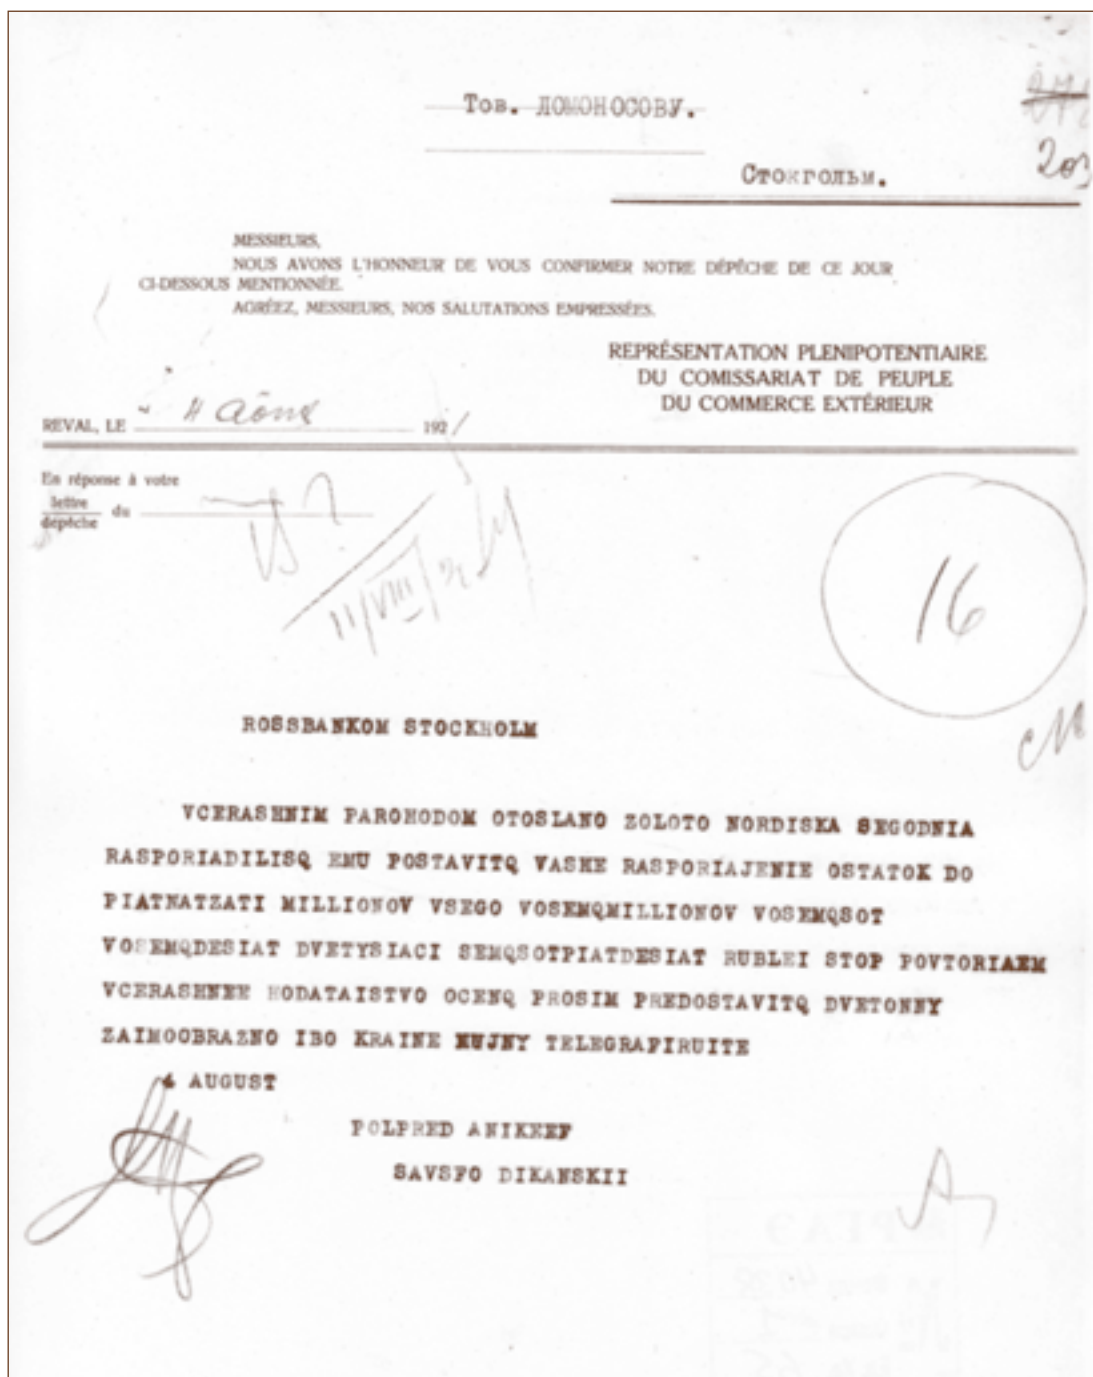 Тов. ЛОМОНОСОВУ.
203
Стокгольм.
MESSIEURS,
NOUS AVONS L'HONNEUR DE VOUS CONFIRMER NOTRE DÉPÊCHE DE CE JOUR
CI-DESSOUS MENTIONNÉE.
AGRÉEZ, MESSIEURS, NOS SALUTATIONS EMPRESSÉES.
REPRÉSENTATION PLENIPOTENTIAIRE
DU COMISSARIAT DE PEUPLE
DU COMMERCE EXTÉRIEUR
REVAL, LE 1921
En réponse à votre
lettre
dépêche du
11/VIII/
16
ROSSBANKOM STOCKHOLM
VCERASHNIM PAROHODOM OTOSLANO ZOLOTO NORDISKA SEGODNIA
RASPORIADILISQ EMU POSTAVITQ VASHE RASPORIAJENIE OSTATOK DO
PIATNATZATI MILLIONOV VSEGO VOSEMQMILLIONOV VOSEMQSOT
VOSEMQDESIAT DVETYSIACI SEMQSOTPIATDESIAT RUBLEI STOP POVTORIAEM
VCERASHNEE HODATAISTVO OCENQ PROSIM PREDOSTAVITQ DVETONNY
ZAIMOOBRAZNO IBO KRAINE NUJNY TELEGRAFIRUITE
4 AUGUST
POLPRED ANIKEEF
SAVSFO DIKANSKII